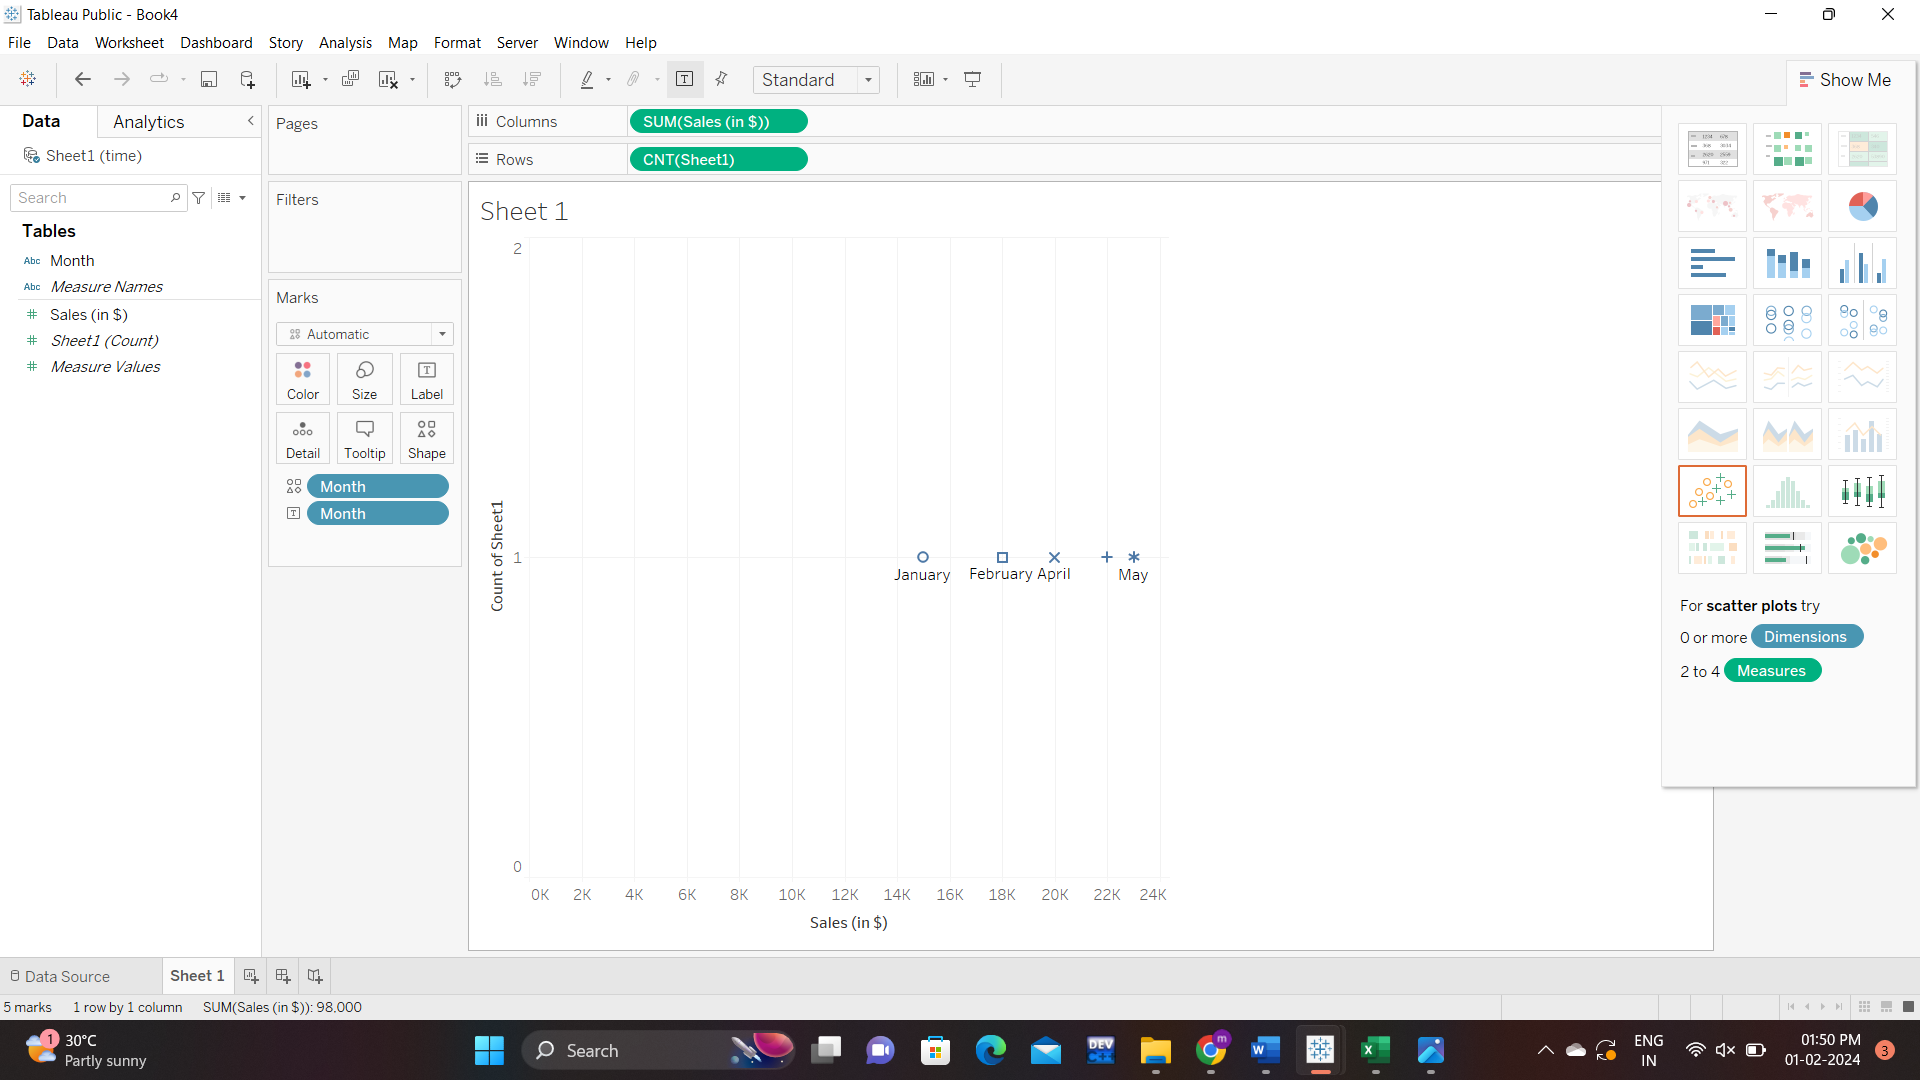 Tableau Public - Book4
File Data Worksheet Dashboard Story Analysis Map Format Server Window Help
Standard
Show Me
Data
Analytics
Sheet1 (time)
Search
Tables
Abc Month
Abc Measure Names
Sales (in $)
Sheet1 (Count)
Measure Values
Pages
Filters
Marks
Automatic
Color Size Label
Detail Tooltip Shape
Month
Month
Columns SUM(Sales (in $))
Rows CNT(Sheet1)
Sheet 1
2
1
0
Count of Sheet1
January February April May
0K 2K 4K 6K 8K 10K 12K 14K 16K 18K 20K 22K 24K
Sales (in $)
For scatter plots try
0 or more Dimensions
2 to 4 Measures
Data Source Sheet 1
5 marks 1 row by 1 column SUM(Sales (in $)): 98,000
1
30°C
Partly sunny
Search
DEV
m
ENG
IN
01:50 PM
01-02-2024
3